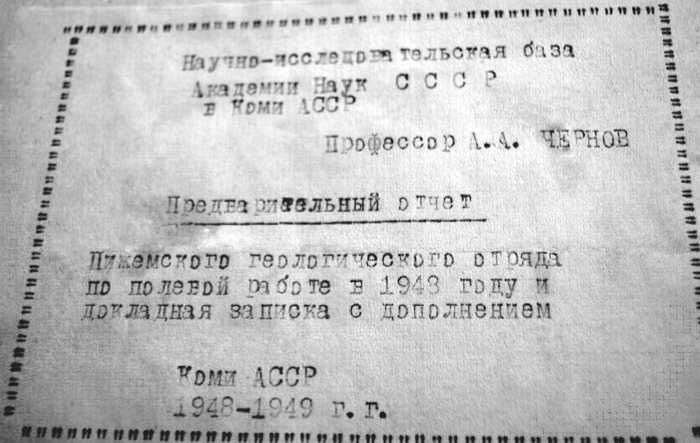 Научно-исследовательская база
Академии Наук С С С Р
в Коми АССР
Профессор А.А. ЧЕРНОВ
Предварительный отчет
Пижемского геологического отряда
по полевой работе в 1948 году и
докладная записка с дополнением
Коми АССР
1948-1949 г.г.